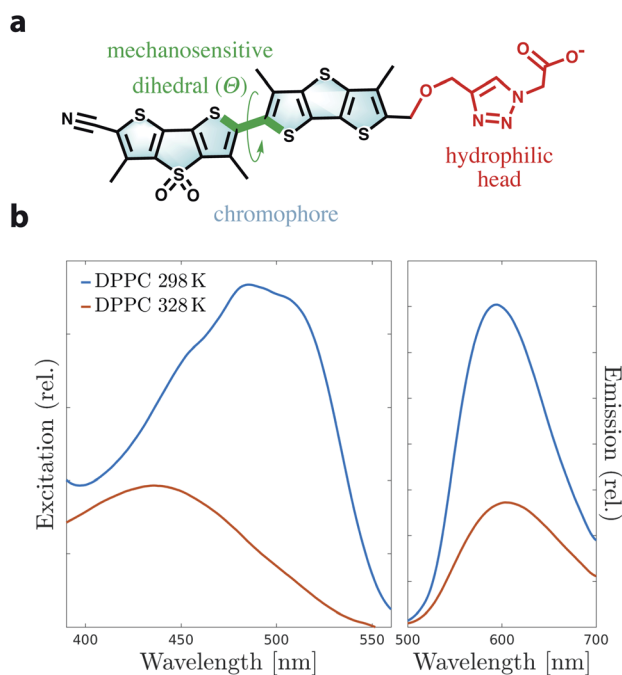 a
mechanosensitive
dihedral (Θ)
N
S
S
S
S
S
S
O O
O
O
O-
N
N=N
hydrophilic
head
chromophore
b
DPPC 298 K
DPPC 328 K
Excitation (rel.)
Emission (rel.)
400 450 500 550
500 600 700
Wavelength [nm]
Wavelength [nm]